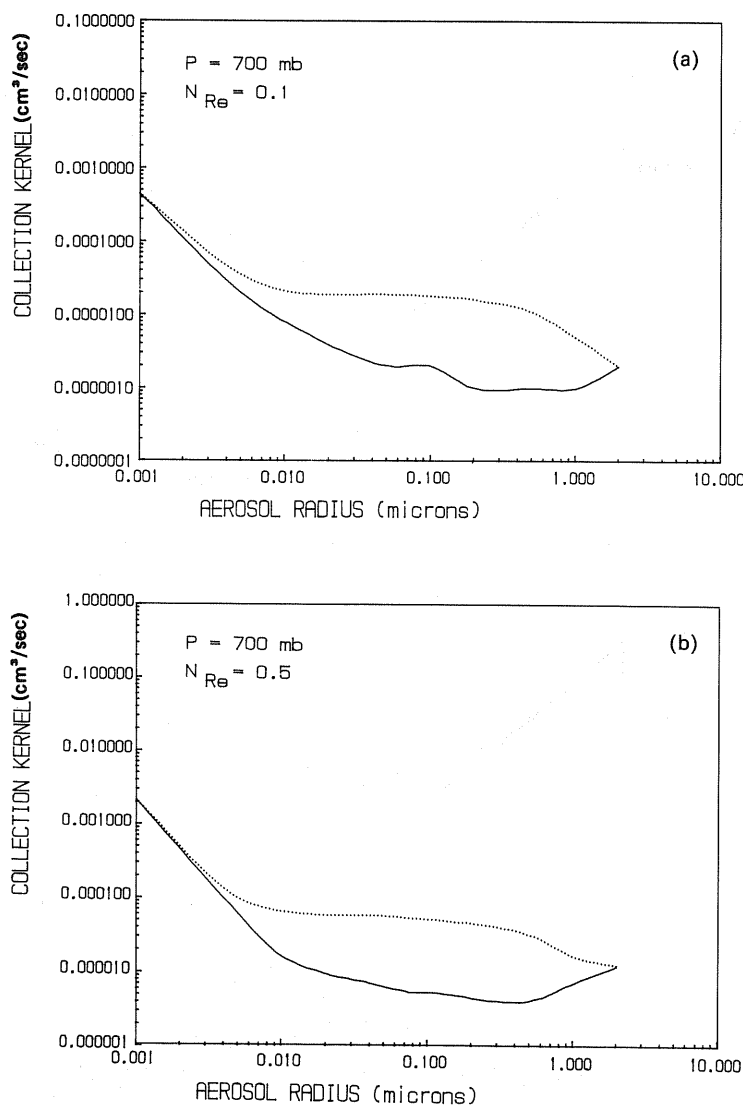 (a)
P = 700 mb
N Re = 0.1
COLLECTION KERNEL(cm³/sec)
0.1000000
0.0100000
0.0010000
0.0001000
0.0000100
0.0000010
0.0000001
0.001
0.010
0.100
1.000
10.000
AEROSOL RADIUS (microns)
(b)
P = 700 mb
N Re = 0.5
COLLECTION KERNEL(cm³/sec)
1.000000
0.100000
0.010000
0.001000
0.000100
0.000010
0.000001
0.001
0.010
0.100
1.000
10.000
AEROSOL RADIUS (microns)